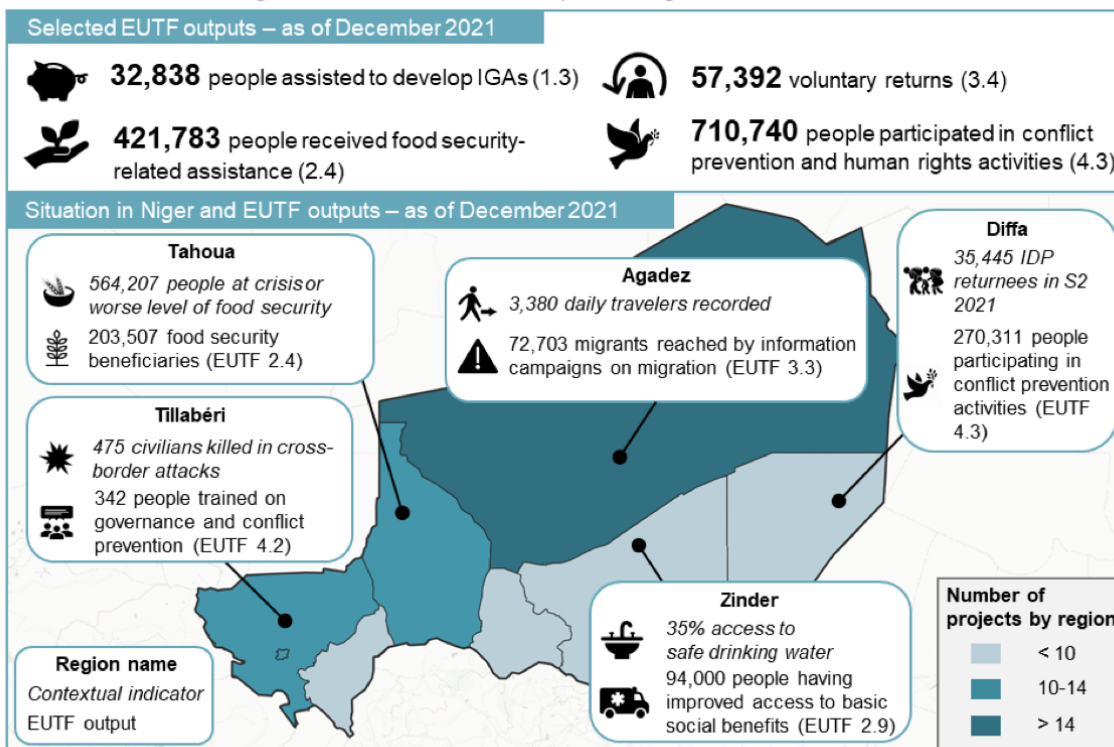 Selected EUTF outputs – as of December 2021
32,838 people assisted to develop IGAs (1.3)
57,392 voluntary returns (3.4)
421,783 people received food security-
related assistance (2.4)
710,740 people participated in conflict
prevention and human rights activities (4.3)
Situation in Niger and EUTF outputs – as of December 2021
Tahoua
564,207 people at crisis or
worse level of food security
203,507 food security
beneficiaries (EUTF 2.4)
Agadez
3,380 daily travelers recorded
72,703 migrants reached by information
campaigns on migration (EUTF 3.3)
Diffa
35,445 IDP
returnees in S2
2021
270,311 people
participating in
conflict prevention
activities (EUTF
4.3)
Tillabéri
475 civilians killed in cross-
border attacks
342 people trained on
governance and conflict
prevention (EUTF 4.2)
Zinder
35% access to
safe drinking water
94,000 people having
improved access to basic
social benefits (EUTF 2.9)
Region name
Contextual indicator
EUTF output
Number of
projects by region
< 10
10-14
> 14